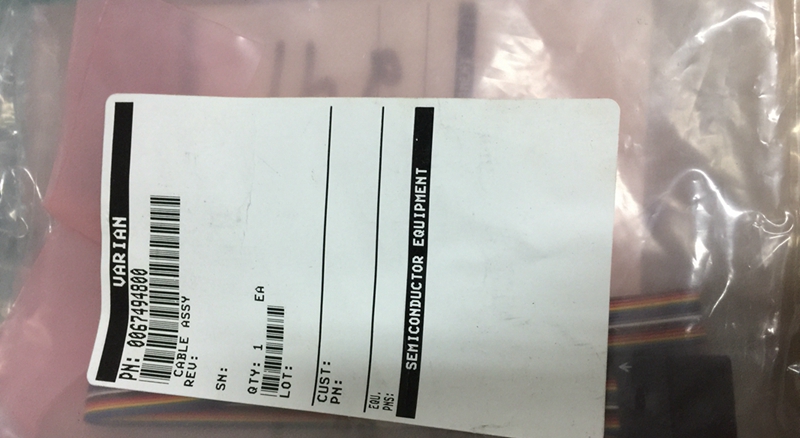 VARIAN
PN: 0067494800
CABLE ASSY
REV:
SN:
QTY: 1 EA
LOT:
CUST:
PN:
EQU.
PNS:
SEMICONDUCTOR EQUIPMENT